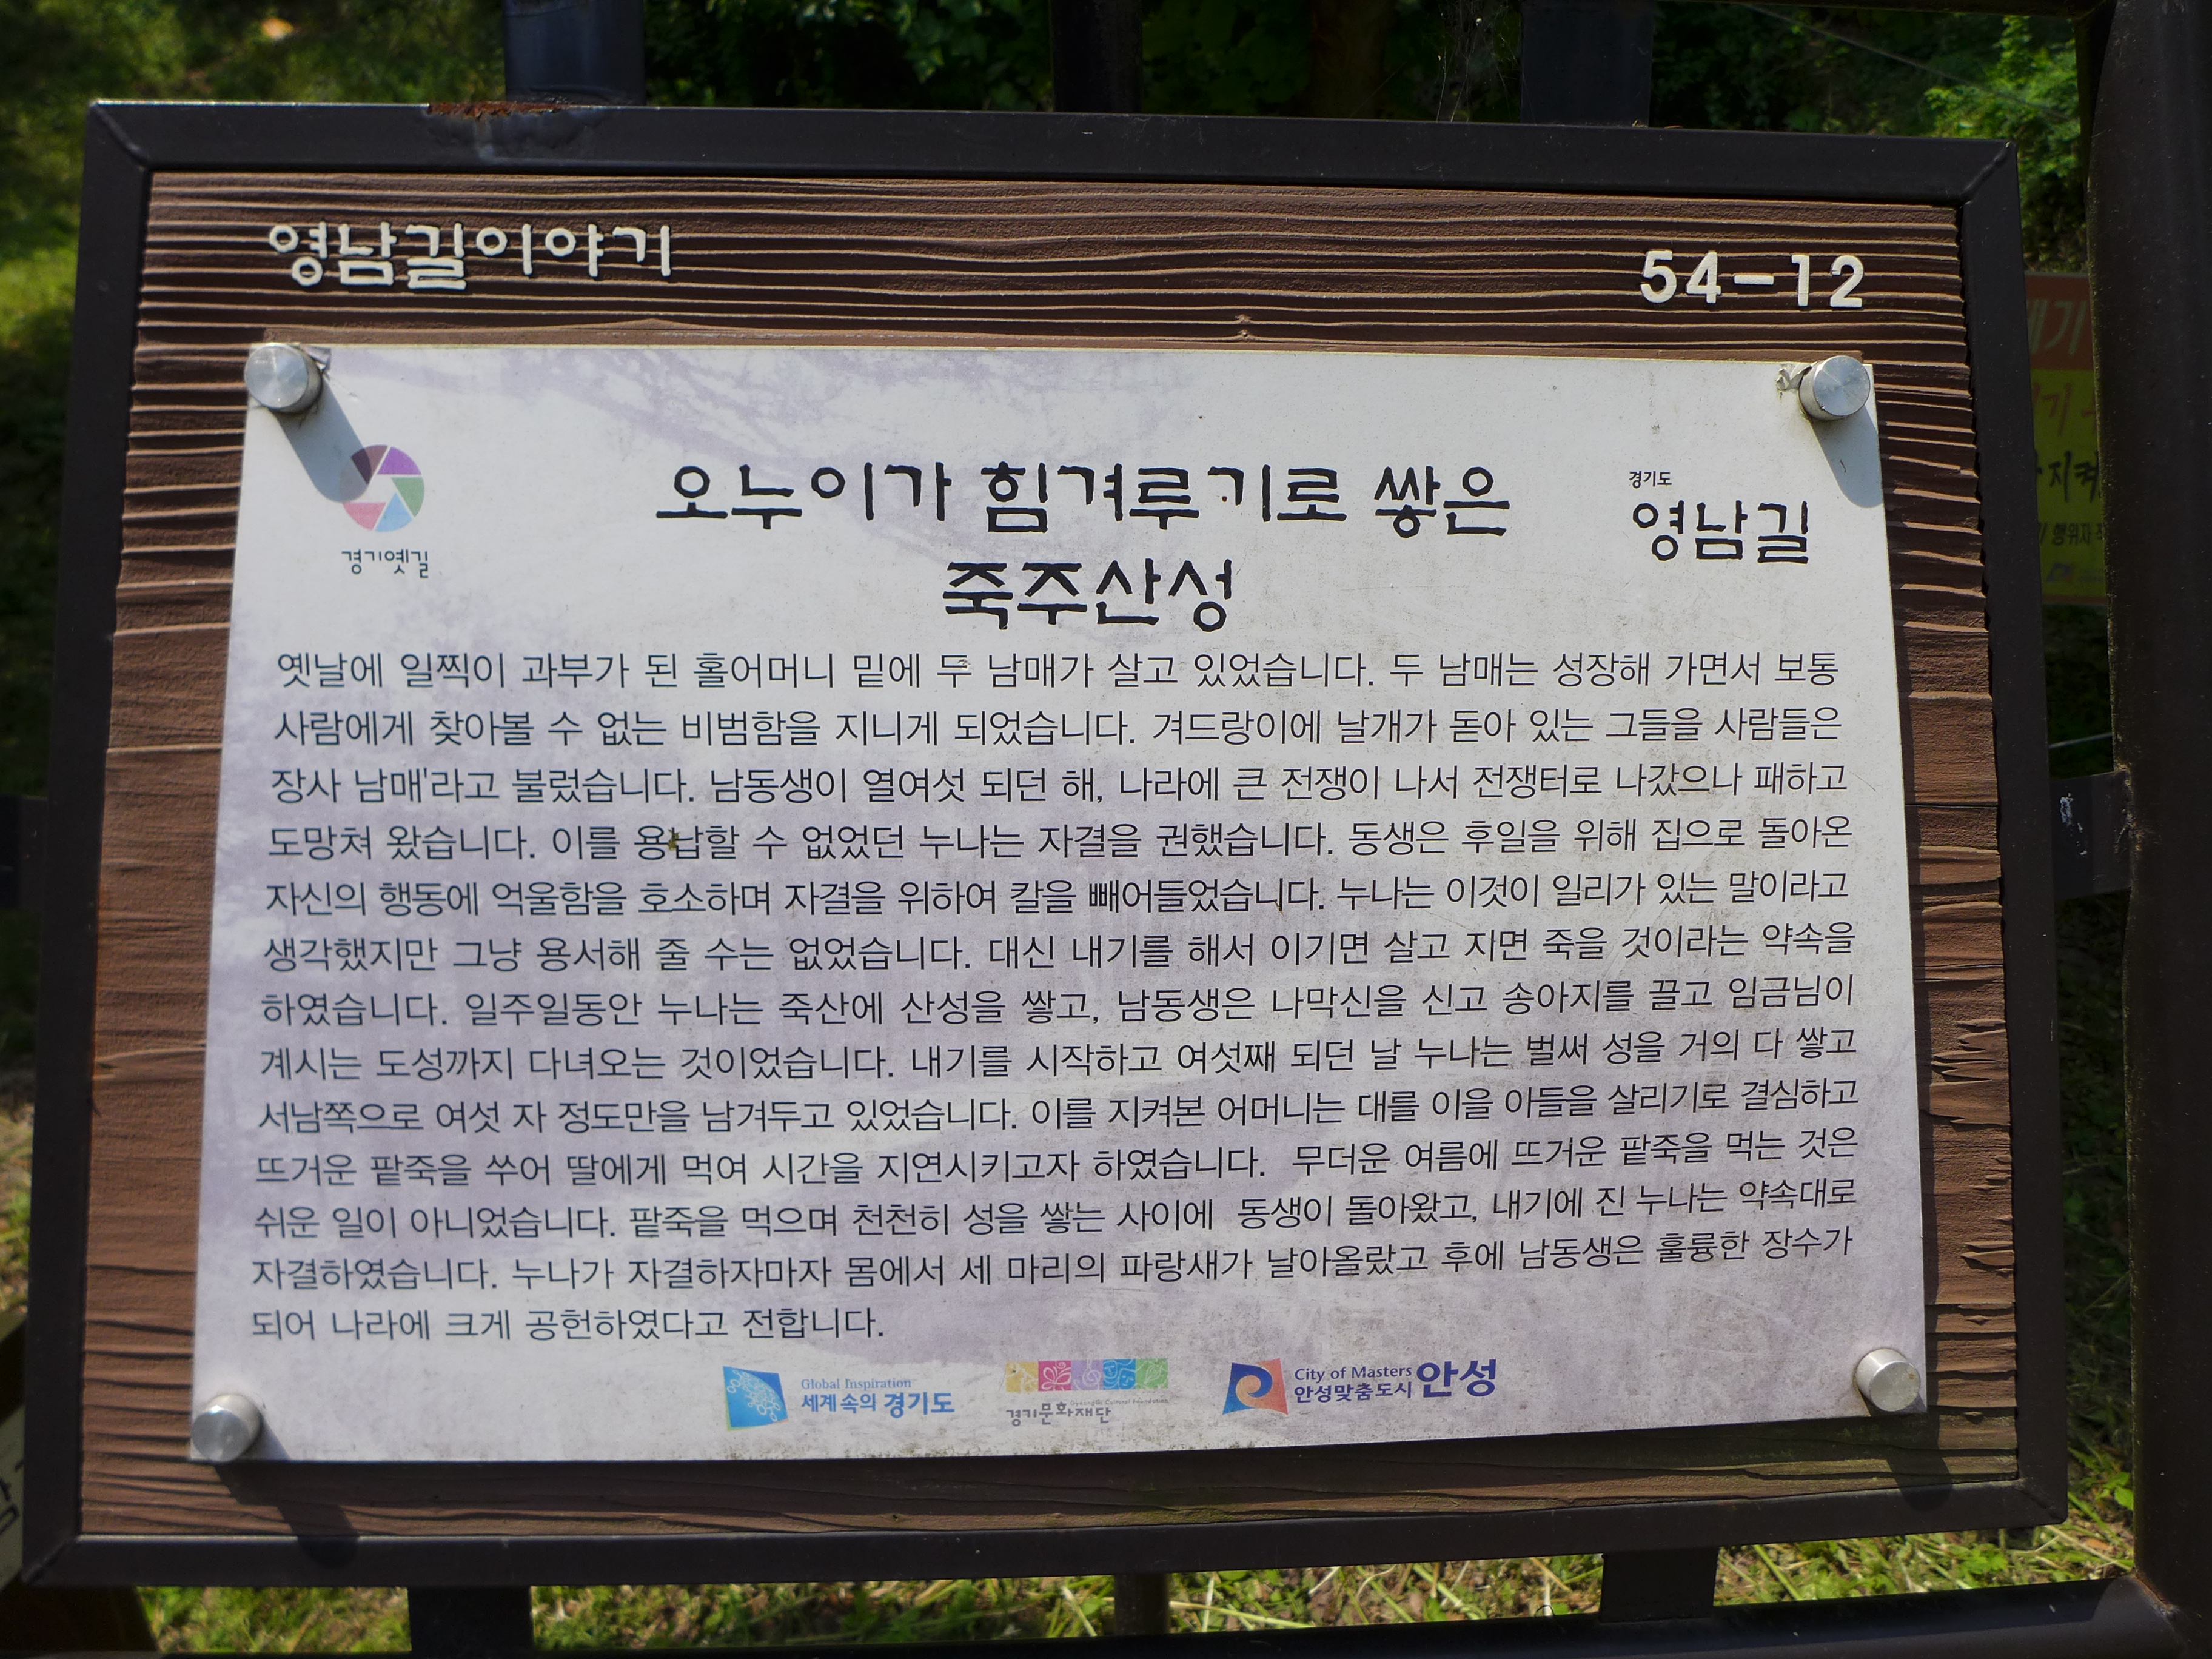 영남길이야기
54-12
경기옛길
오누이가 힘겨루기로 쌓은
죽주산성
경기도
영남길
옛날에 일찍이 과부가 된 홀어머니 밑에 두 남매가 살고 있었습니다. 두 남매는 성장해 가면서 보통
사람에게 찾아볼 수 없는 비범함을 지니게 되었습니다. 겨드랑이에 날개가 돋아 있는 그들을 사람들은
장사 남매'라고 불렀습니다. 남동생이 열여섯 되던 해, 나라에 큰 전쟁이 나서 전쟁터로 나갔으나 패하고
도망쳐 왔습니다. 이를 용납할 수 없었던 누나는 자결을 권했습니다. 동생은 후일을 위해 집으로 돌아온
자신의 행동에 억울함을 호소하며 자결을 위하여 칼을 빼어들었습니다. 누나는 이것이 일리가 있는 말이라고
생각했지만 그냥 용서해 줄 수는 없었습니다. 대신 내기를 해서 이기면 살고 지면 죽을 것이라는 약속을
하였습니다. 일주일동안 누나는 죽산에 산성을 쌓고, 남동생은 나막신을 신고 송아지를 끌고 임금님이
계시는 도성까지 다녀오는 것이었습니다. 내기를 시작하고 여섯째 되던 날 누나는 벌써 성을 거의 다 쌓고
서남쪽으로 여섯 자 정도만을 남겨두고 있었습니다. 이를 지켜본 어머니는 대를 이을 아들을 살리기로 결심하고
뜨거운 팥죽을 쑤어 딸에게 먹여 시간을 지연시키고자 하였습니다. 무더운 여름에 뜨거운 팥죽을 먹는 것은
쉬운 일이 아니었습니다. 팥죽을 먹으며 천천히 성을 쌓는 사이에 동생이 돌아왔고, 내기에 진 누나는 약속대로
자결하였습니다. 누나가 자결하자마자 몸에서 세 마리의 파랑새가 날아올랐고 후에 남동생은 훌륭한 장수가
되어 나라에 크게 공헌하였다고 전합니다.
Global Inspiration
세계 속의 경기도
경기문화재단
City of Masters
안성맞춤도시 안성